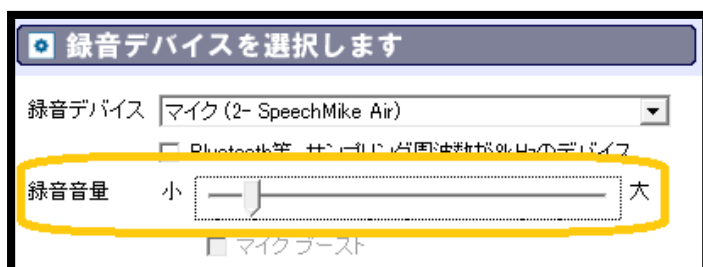 録音デバイスを選択します
録音デバイス マイク (2- SpeechMike Air)
Bluetooth等、サンプリング周波数が8kHzのデバイス
録音音量 小 大
マイク ブースト